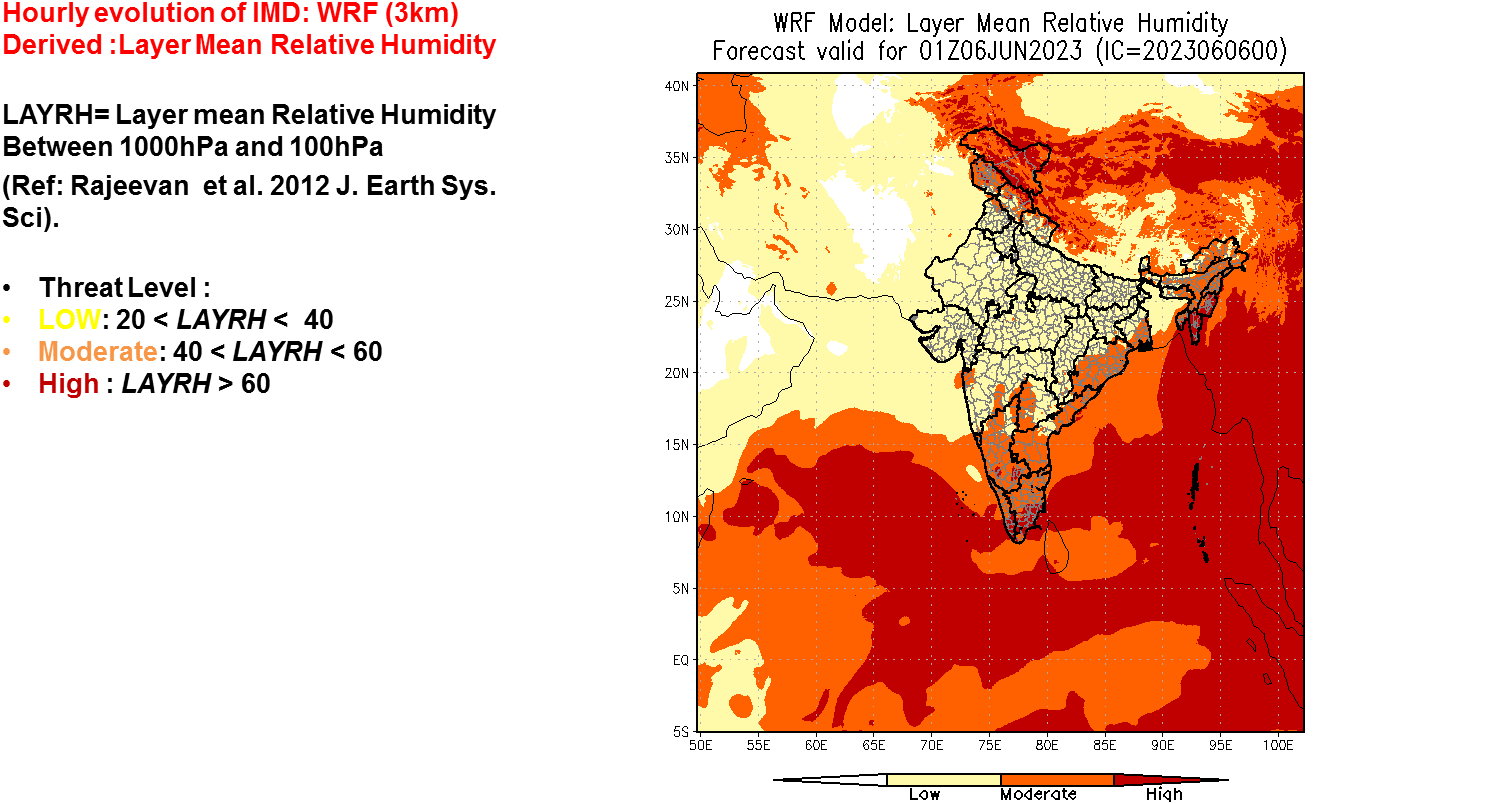 Hourly evolution of IMD: WRF (3km)
Derived :Layer Mean Relative Humidity
LAYRH= Layer mean Relative Humidity
Between 1000hPa and 100hPa
(Ref: Rajeevan et al. 2012 J. Earth Sys.
Sci).
• Threat Level :
• LOW: 20 < LAYRH < 40
• Moderate: 40 < LAYRH < 60
• High : LAYRH > 60
WRF Model: Layer Mean Relative Humidity
Forecast valid for 01Z06JUN2023 (IC=2023060600)
40N
35N
30N
25N
20N
15N
10N
5N
EQ
5S
50E 55E 60E 65E 70E 75E 80E 85E 90E 95E 100E
Low Moderate High